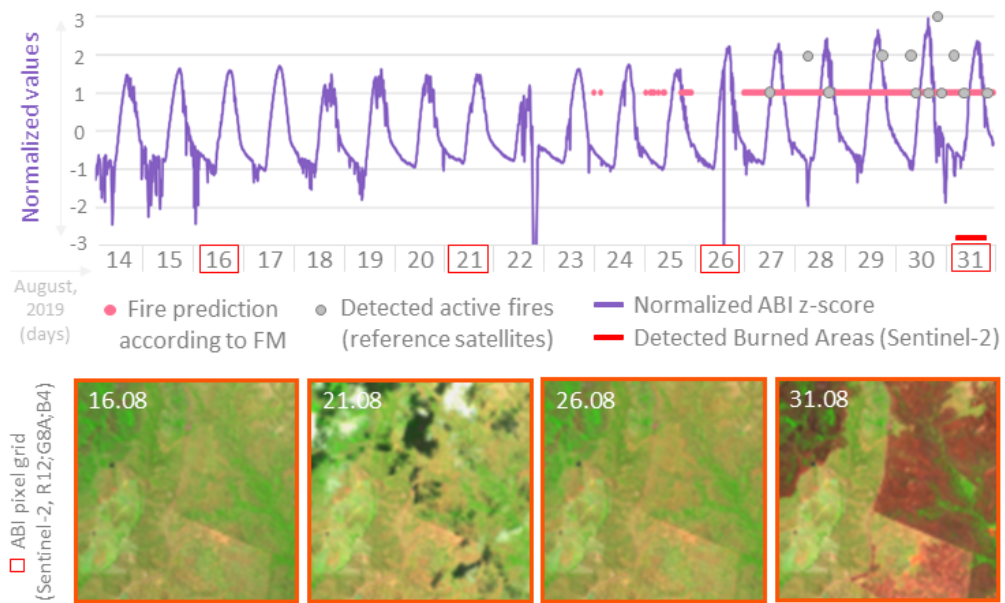 Normalized values
3
2
1
0
-1
-2
-3
14 15 16 17 18 19 20 21 22 23 24 25 26 27 28 29 30 31
August,
2019
(days)
Fire prediction
according to FM
Detected active fires
(reference satellites)
Normalized ABI z-score
Detected Burned Areas (Sentinel-2)
ABI pixel grid
(Sentinel-2, R12;G8A;B4)
16.08
21.08
26.08
31.08